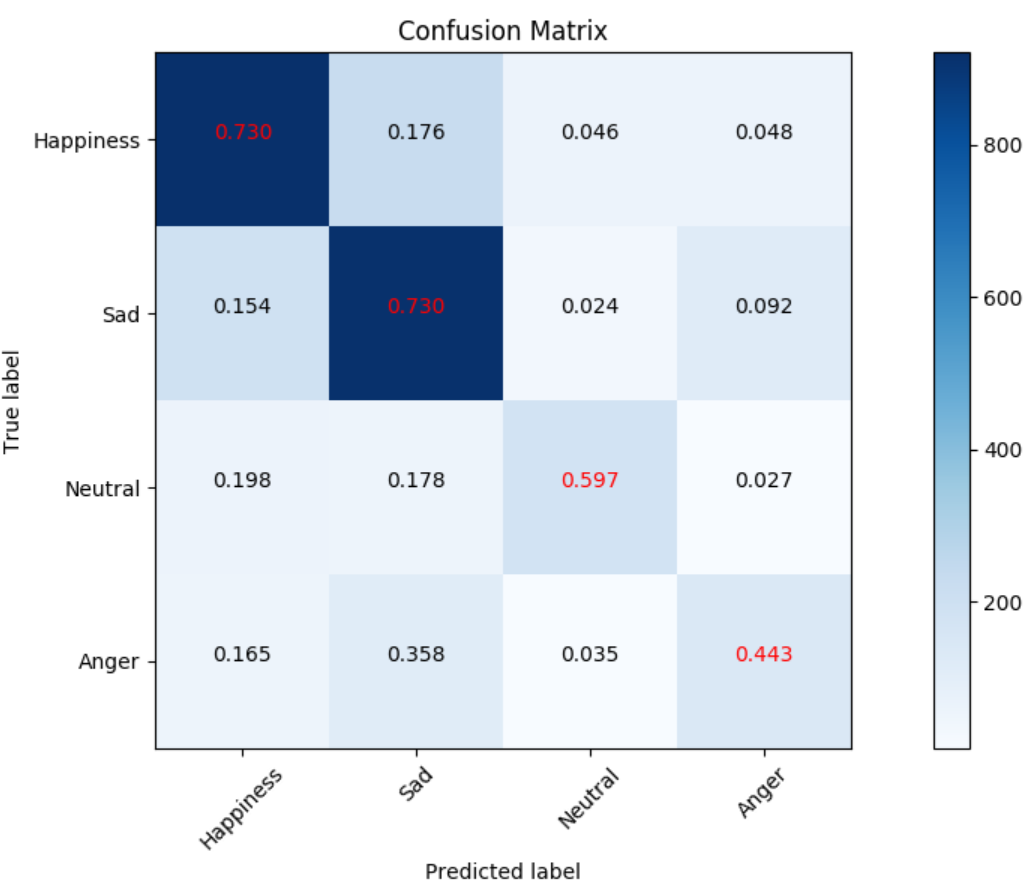 Confusion Matrix
Happiness 0.730 0.176 0.046 0.048
Sad 0.154 0.730 0.024 0.092
Neutral 0.198 0.178 0.597 0.027
Anger 0.165 0.358 0.035 0.443
True label
Happiness Sad Neutral Anger
Predicted label
800
600
400
200